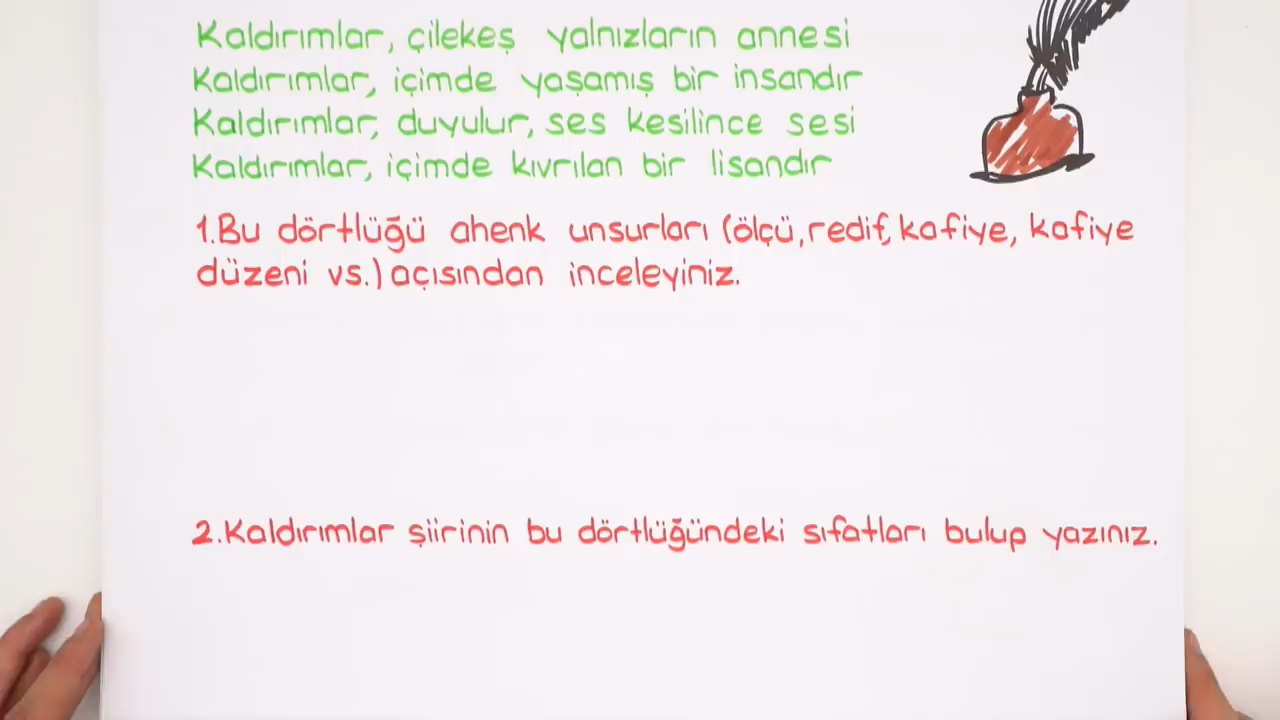 Kaldırımlar, çilekeş yalnızların annesi
Kaldırımlar, içimde yaşamış bir insandır
Kaldırımlar, duyulur, ses kesilince sesi
Kaldırımlar, içimde kıvrılan bir lisandır
1.Bu dörtlüğü ahenk unsurları (ölçü, redif, kafiye, kafiye
düzeni vs.) açısından inceleyiniz.
2.Kaldırımlar şiirinin bu dörtlüğündeki sıfatları bulup yazınız.